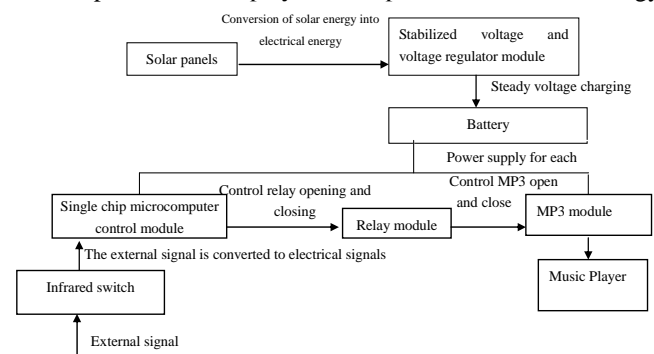 Conversion of solar energy into
electrical energy
Solar panels
Stabilized voltage and
voltage regulator module
Steady voltage charging
Battery
Power supply for each
Control relay opening and
closing
Control MP3 open
and close
Single chip microcomputer
control module
Relay module
MP3 module
The external signal is converted to electrical signals
Infrared switch
Music Player
External signal